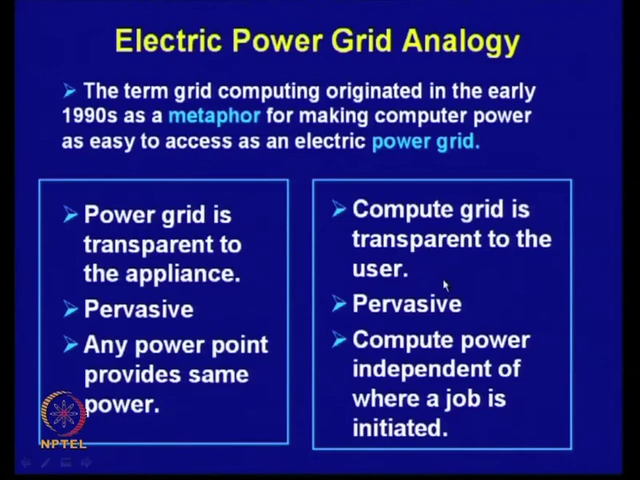 Electric Power Grid Analogy
The term grid computing originated in the early
1990s as a metaphor for making computer power
as easy to access as an electric power grid.
Power grid is
transparent to
the appliance.
Pervasive
Any power point
provides same
power.
Compute grid is
transparent to the
user.
Pervasive
Compute power
independent of
where a job is
initiated.
NPTEL